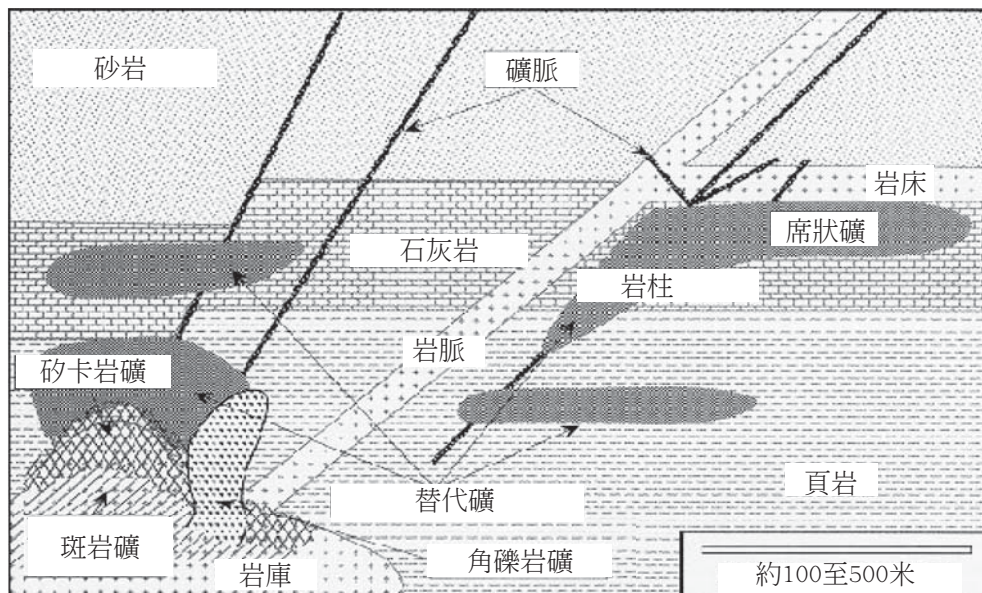 砂岩
礦脈
岩床
席狀礦
石灰岩
岩柱
岩脈
矽卡岩礦
頁岩
替代礦
斑岩礦
角礫岩礦
岩庫
約100至500米